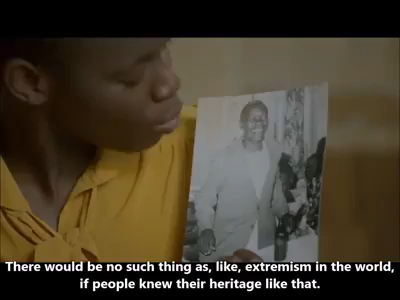 There would be no such thing as, like, extremism in the world,
if people knew their heritage like that.